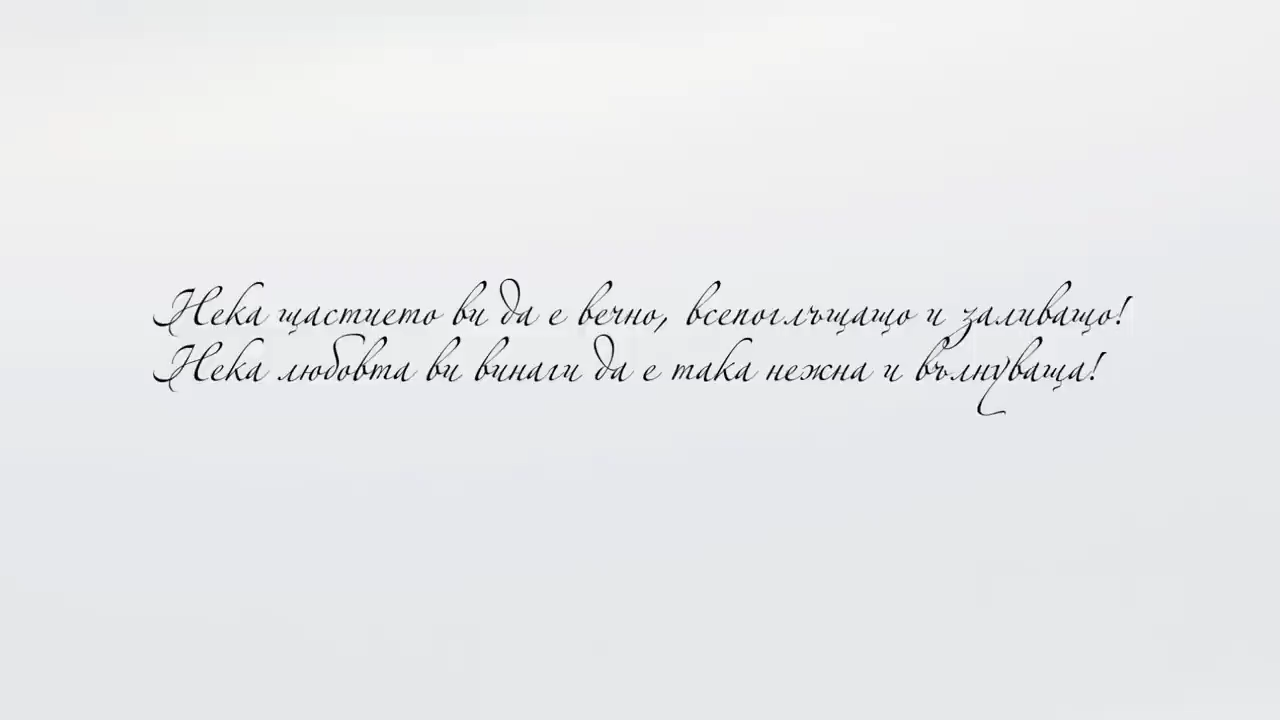 Нека щастието ви да е вечно, всепоглъщащо и заливащо!
Нека любовта ви винаги да е така нежна и вълнуваща!